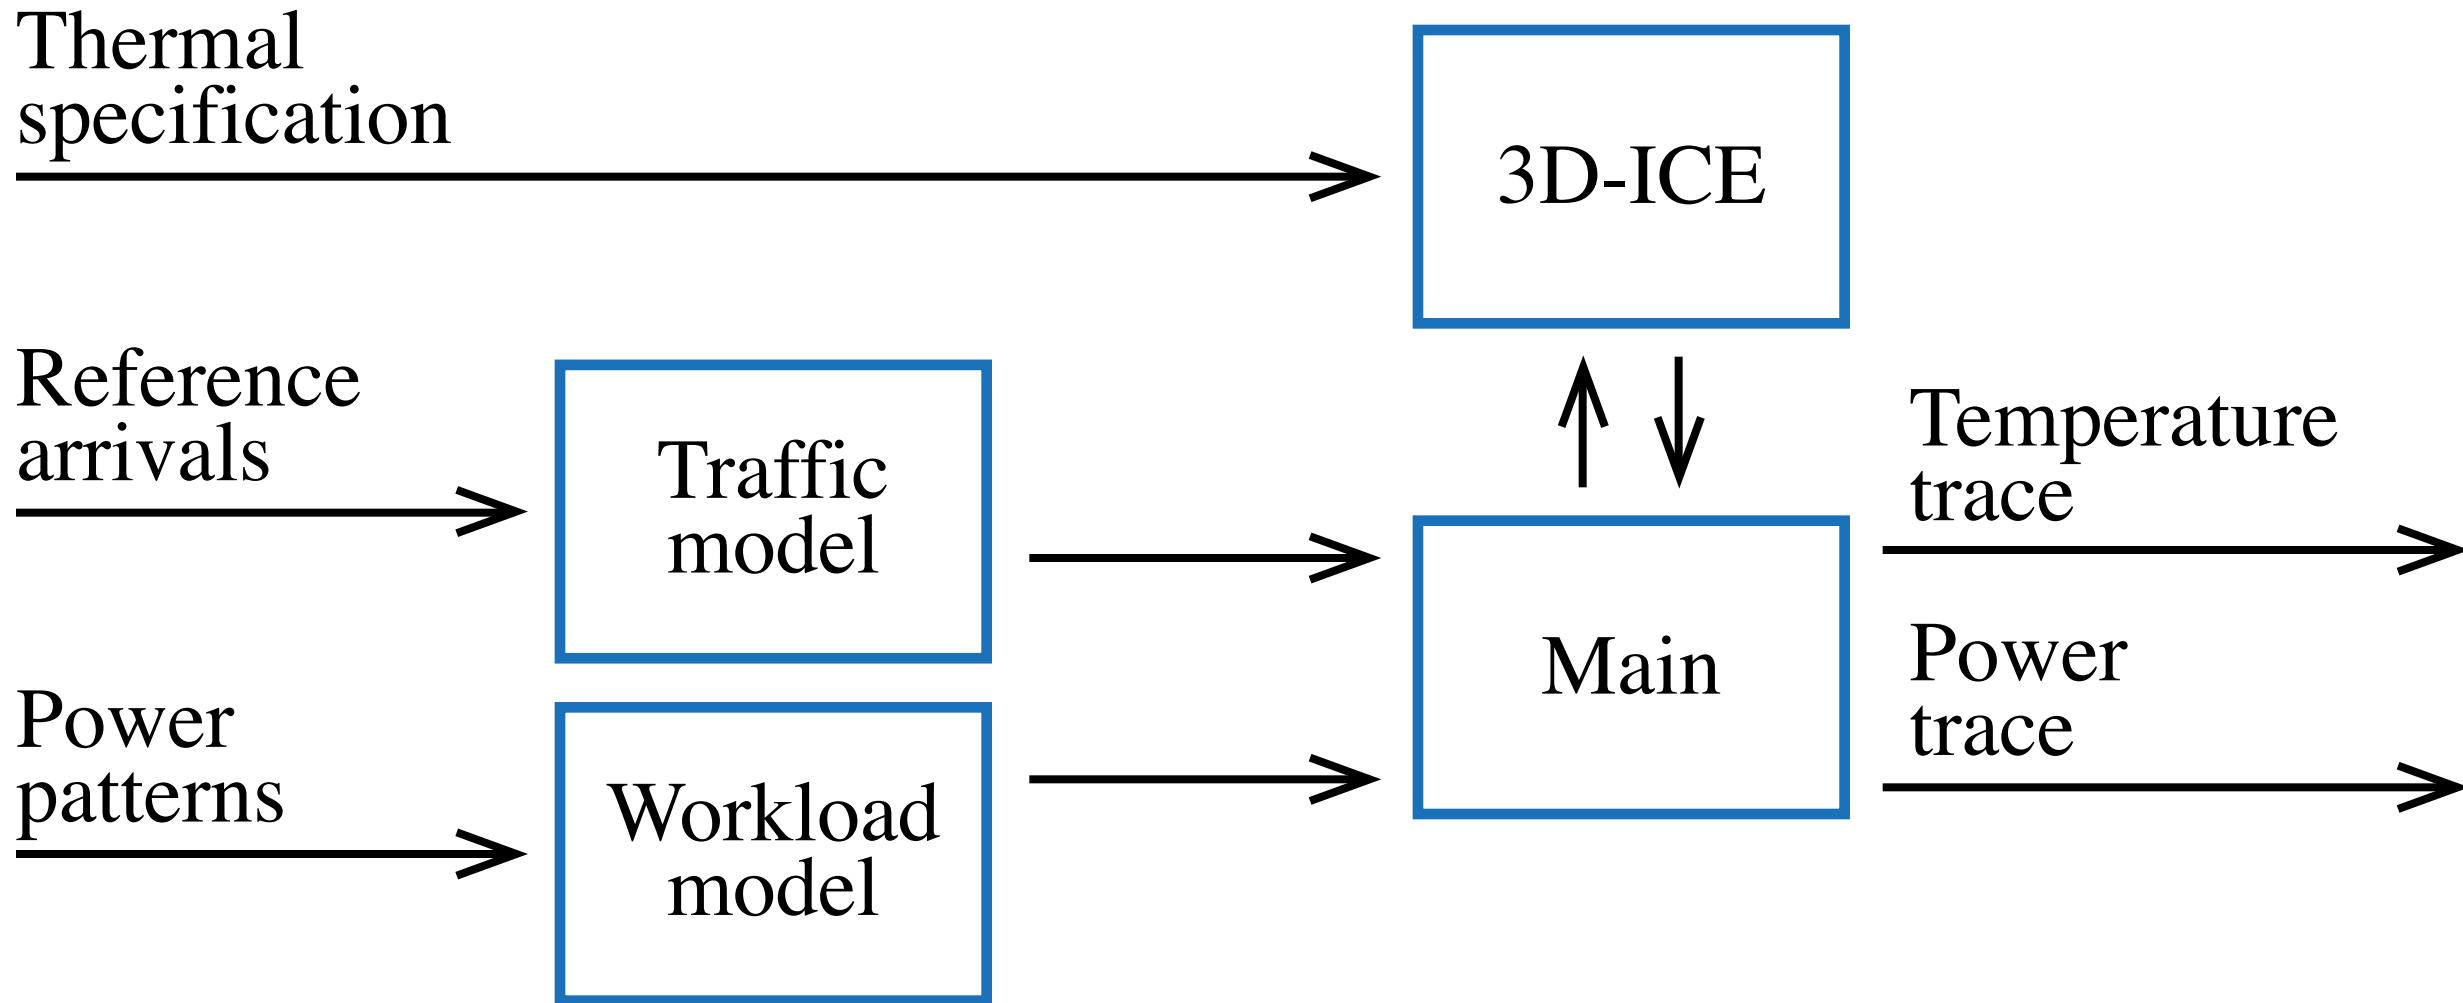 Thermal
specification
3D-ICE
Reference
arrivals
Traffic
model
Temperature
trace
Power
patterns
Workload
model
Main
Power
trace